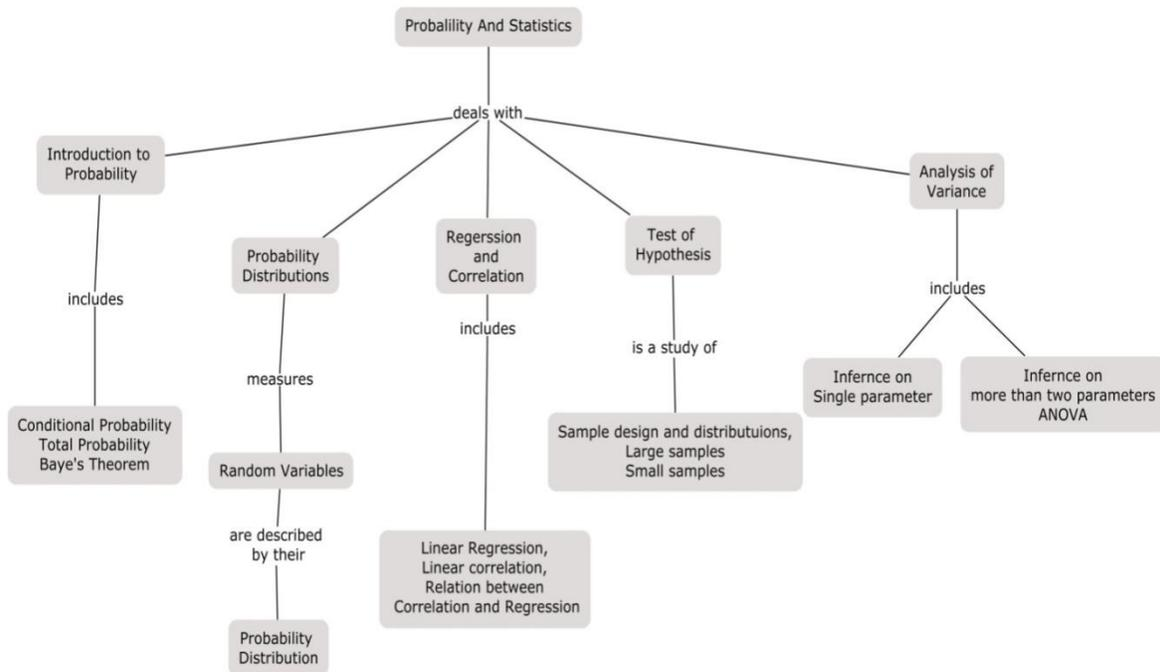 Probalility And Statistics
deals with
Introduction to
Probability
includes
Conditional Probability
Total Probability
Baye's Theorem
Probability
Distributions
measures
Random Variables
are described
by their
Probability
Distribution
Regerssion
and
Correlation
includes
Linear Regression,
Linear correlation,
Relation between
Correlation and Regression
Test of
Hypothesis
is a study of
Sample design and distributuions,
Large samples
Small samples
Analysis of
Variance
includes
Infernce on
Single parameter
Infernce on
more than two parameters
ANOVA